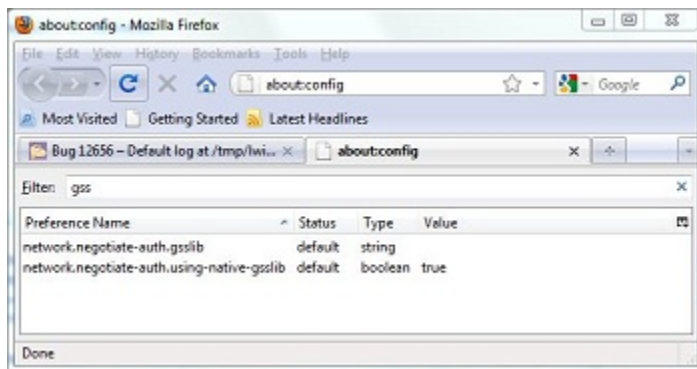 about:config - Mozilla Firefox
File Edit View History Bookmarks Tools Help
about:config Google
Most Visited Getting Started Latest Headlines
Bug 12656 – Default log at /tmp/lwi... about:config
Filter: gss
Preference Name Status Type Value
network.negotiate-auth.gsslib default string
network.negotiate-auth.using-native-gsslib default boolean true
Done